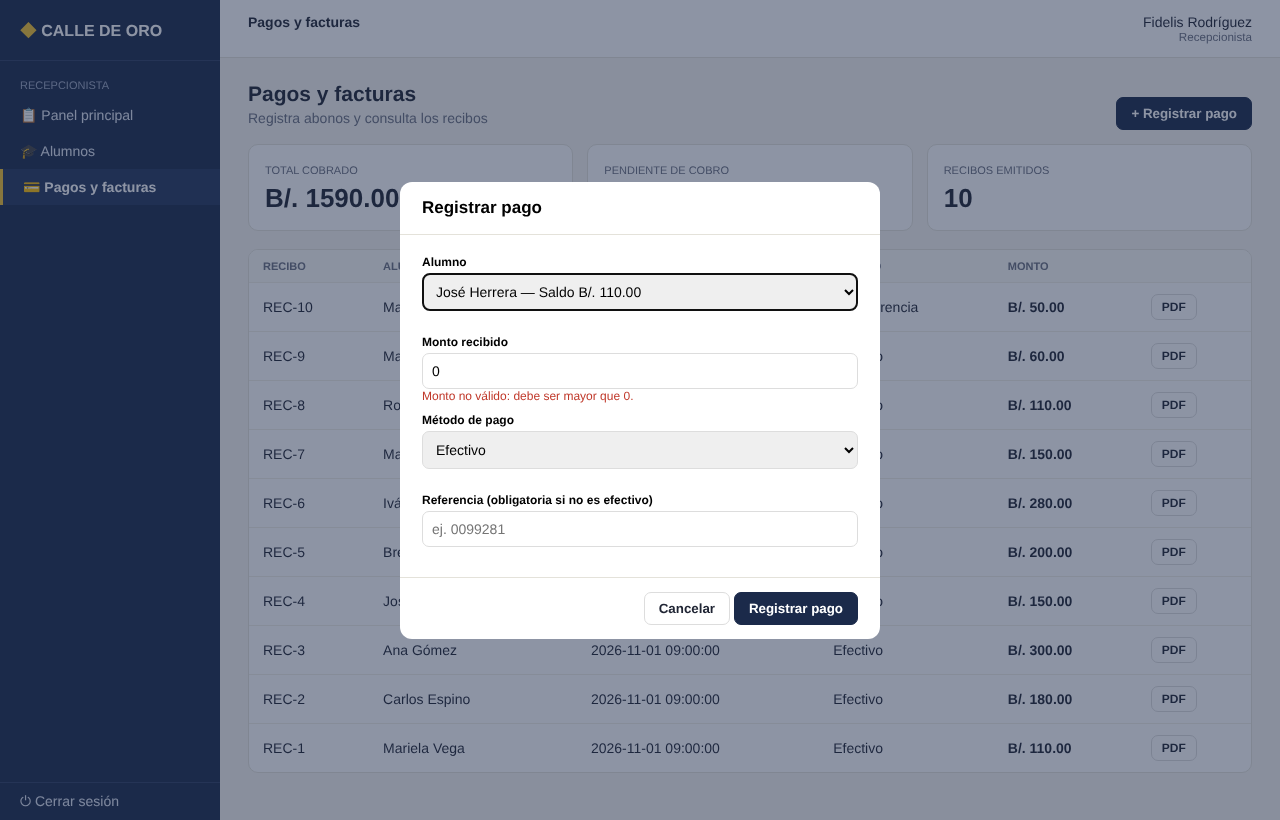 CALLE DE ORO
Pagos y facturas
Fidelis Rodríguez
Recepcionista
RECEPCIONISTA
Panel principal
Alumnos
Pagos y facturas
Cerrar sesión
Pagos y facturas
Registra abonos y consulta los recibos
+ Registrar pago
TOTAL COBRADO
B/. 1590.00
PENDIENTE DE COBRO
RECIBOS EMITIDOS
10
RECIBO MONTO
REC-10 B/. 50.00 PDF
REC-9 B/. 60.00 PDF
REC-8 B/. 110.00 PDF
REC-7 B/. 150.00 PDF
REC-6 B/. 280.00 PDF
REC-5 B/. 200.00 PDF
REC-4 B/. 150.00 PDF
REC-3 Ana Gómez 2026-11-01 09:00:00 Efectivo B/. 300.00 PDF
REC-2 Carlos Espino 2026-11-01 09:00:00 Efectivo B/. 180.00 PDF
REC-1 Mariela Vega 2026-11-01 09:00:00 Efectivo B/. 110.00 PDF
Registrar pago
Alumno
José Herrera — Saldo B/. 110.00
Monto recibido
0
Monto no válido: debe ser mayor que 0.
Método de pago
Efectivo
Referencia (obligatoria si no es efectivo)
ej. 0099281
Cancelar
Registrar pago